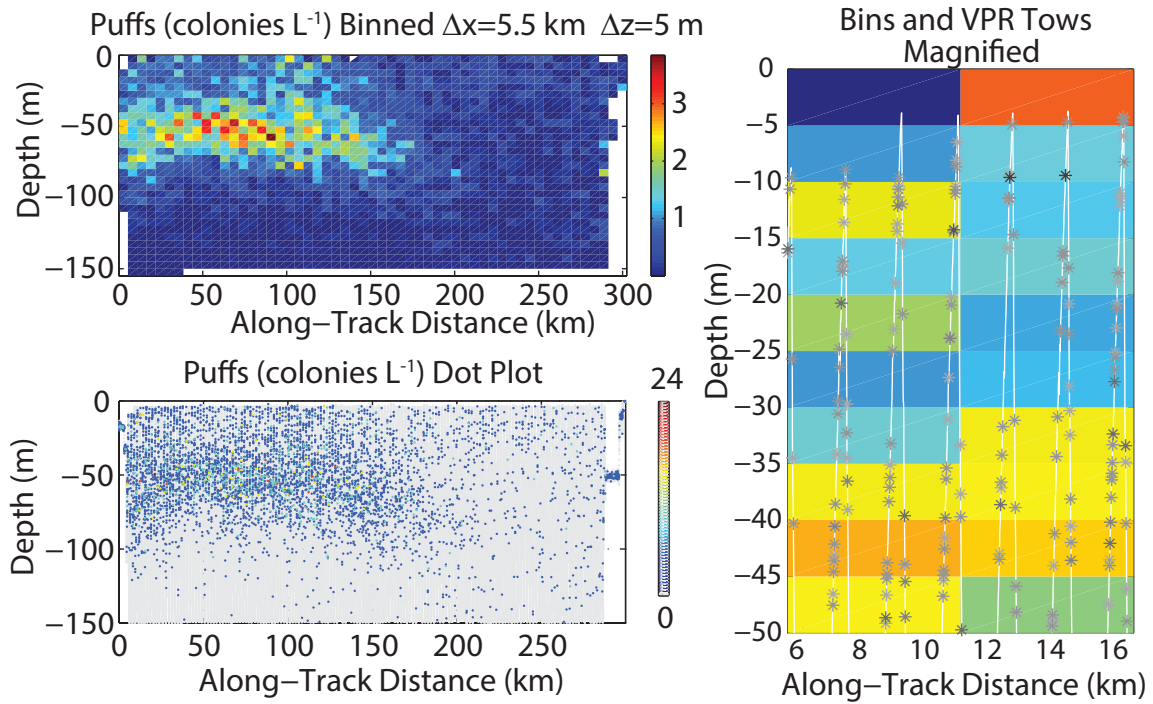 Puffs (colonies L⁻¹) Binned Δx=5.5 km Δz=5 m
0
−50
−100
−150
Depth (m)
0 50 100 150 200 250 300
Along−Track Distance (km)
3
2
1
Puffs (colonies L⁻¹) Dot Plot
0
−50
−100
−150
Depth (m)
0 50 100 150 200 250
Along−Track Distance (km)
24
0
Bins and VPR Tows
Magnified
0
−5
−10
−15
−20
−25
−30
−35
−40
−45
−50
Depth (m)
6 8 10 12 14 16
Along−Track Distance (km)